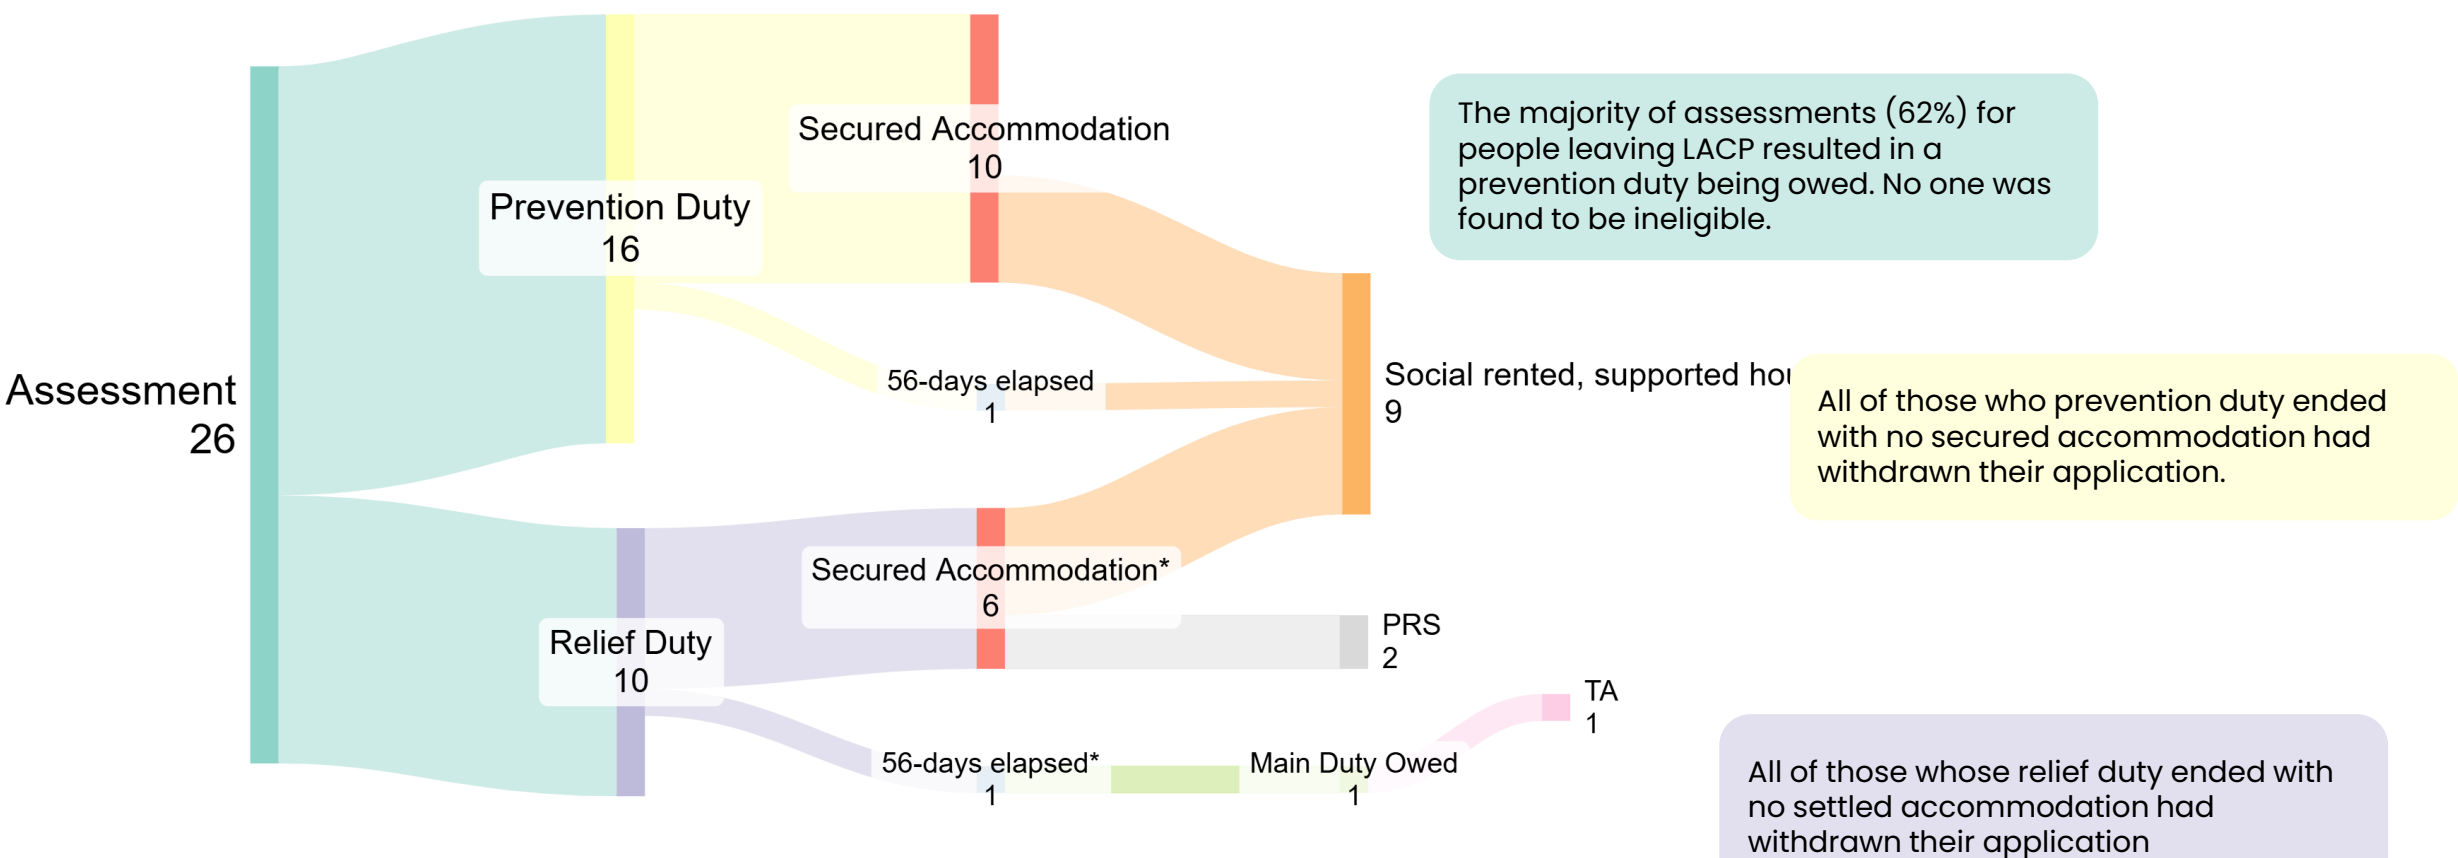 Assessment
26
Prevention Duty
16
Relief Duty
10
Secured Accommodation
10
56-days elapsed
1
Secured Accommodation*
6
56-days elapsed*
1
Main Duty Owed
1
Social rented, supported
9
PRS
2
TA
1
The majority of assessments (62%) for
people leaving LACP resulted in a
prevention duty being owed. No one was
found to be ineligible.
All of those who prevention duty ended
with no secured accommodation had
withdrawn their application.
All of those whose relief duty ended with
no settled accommodation had
withdrawn their application